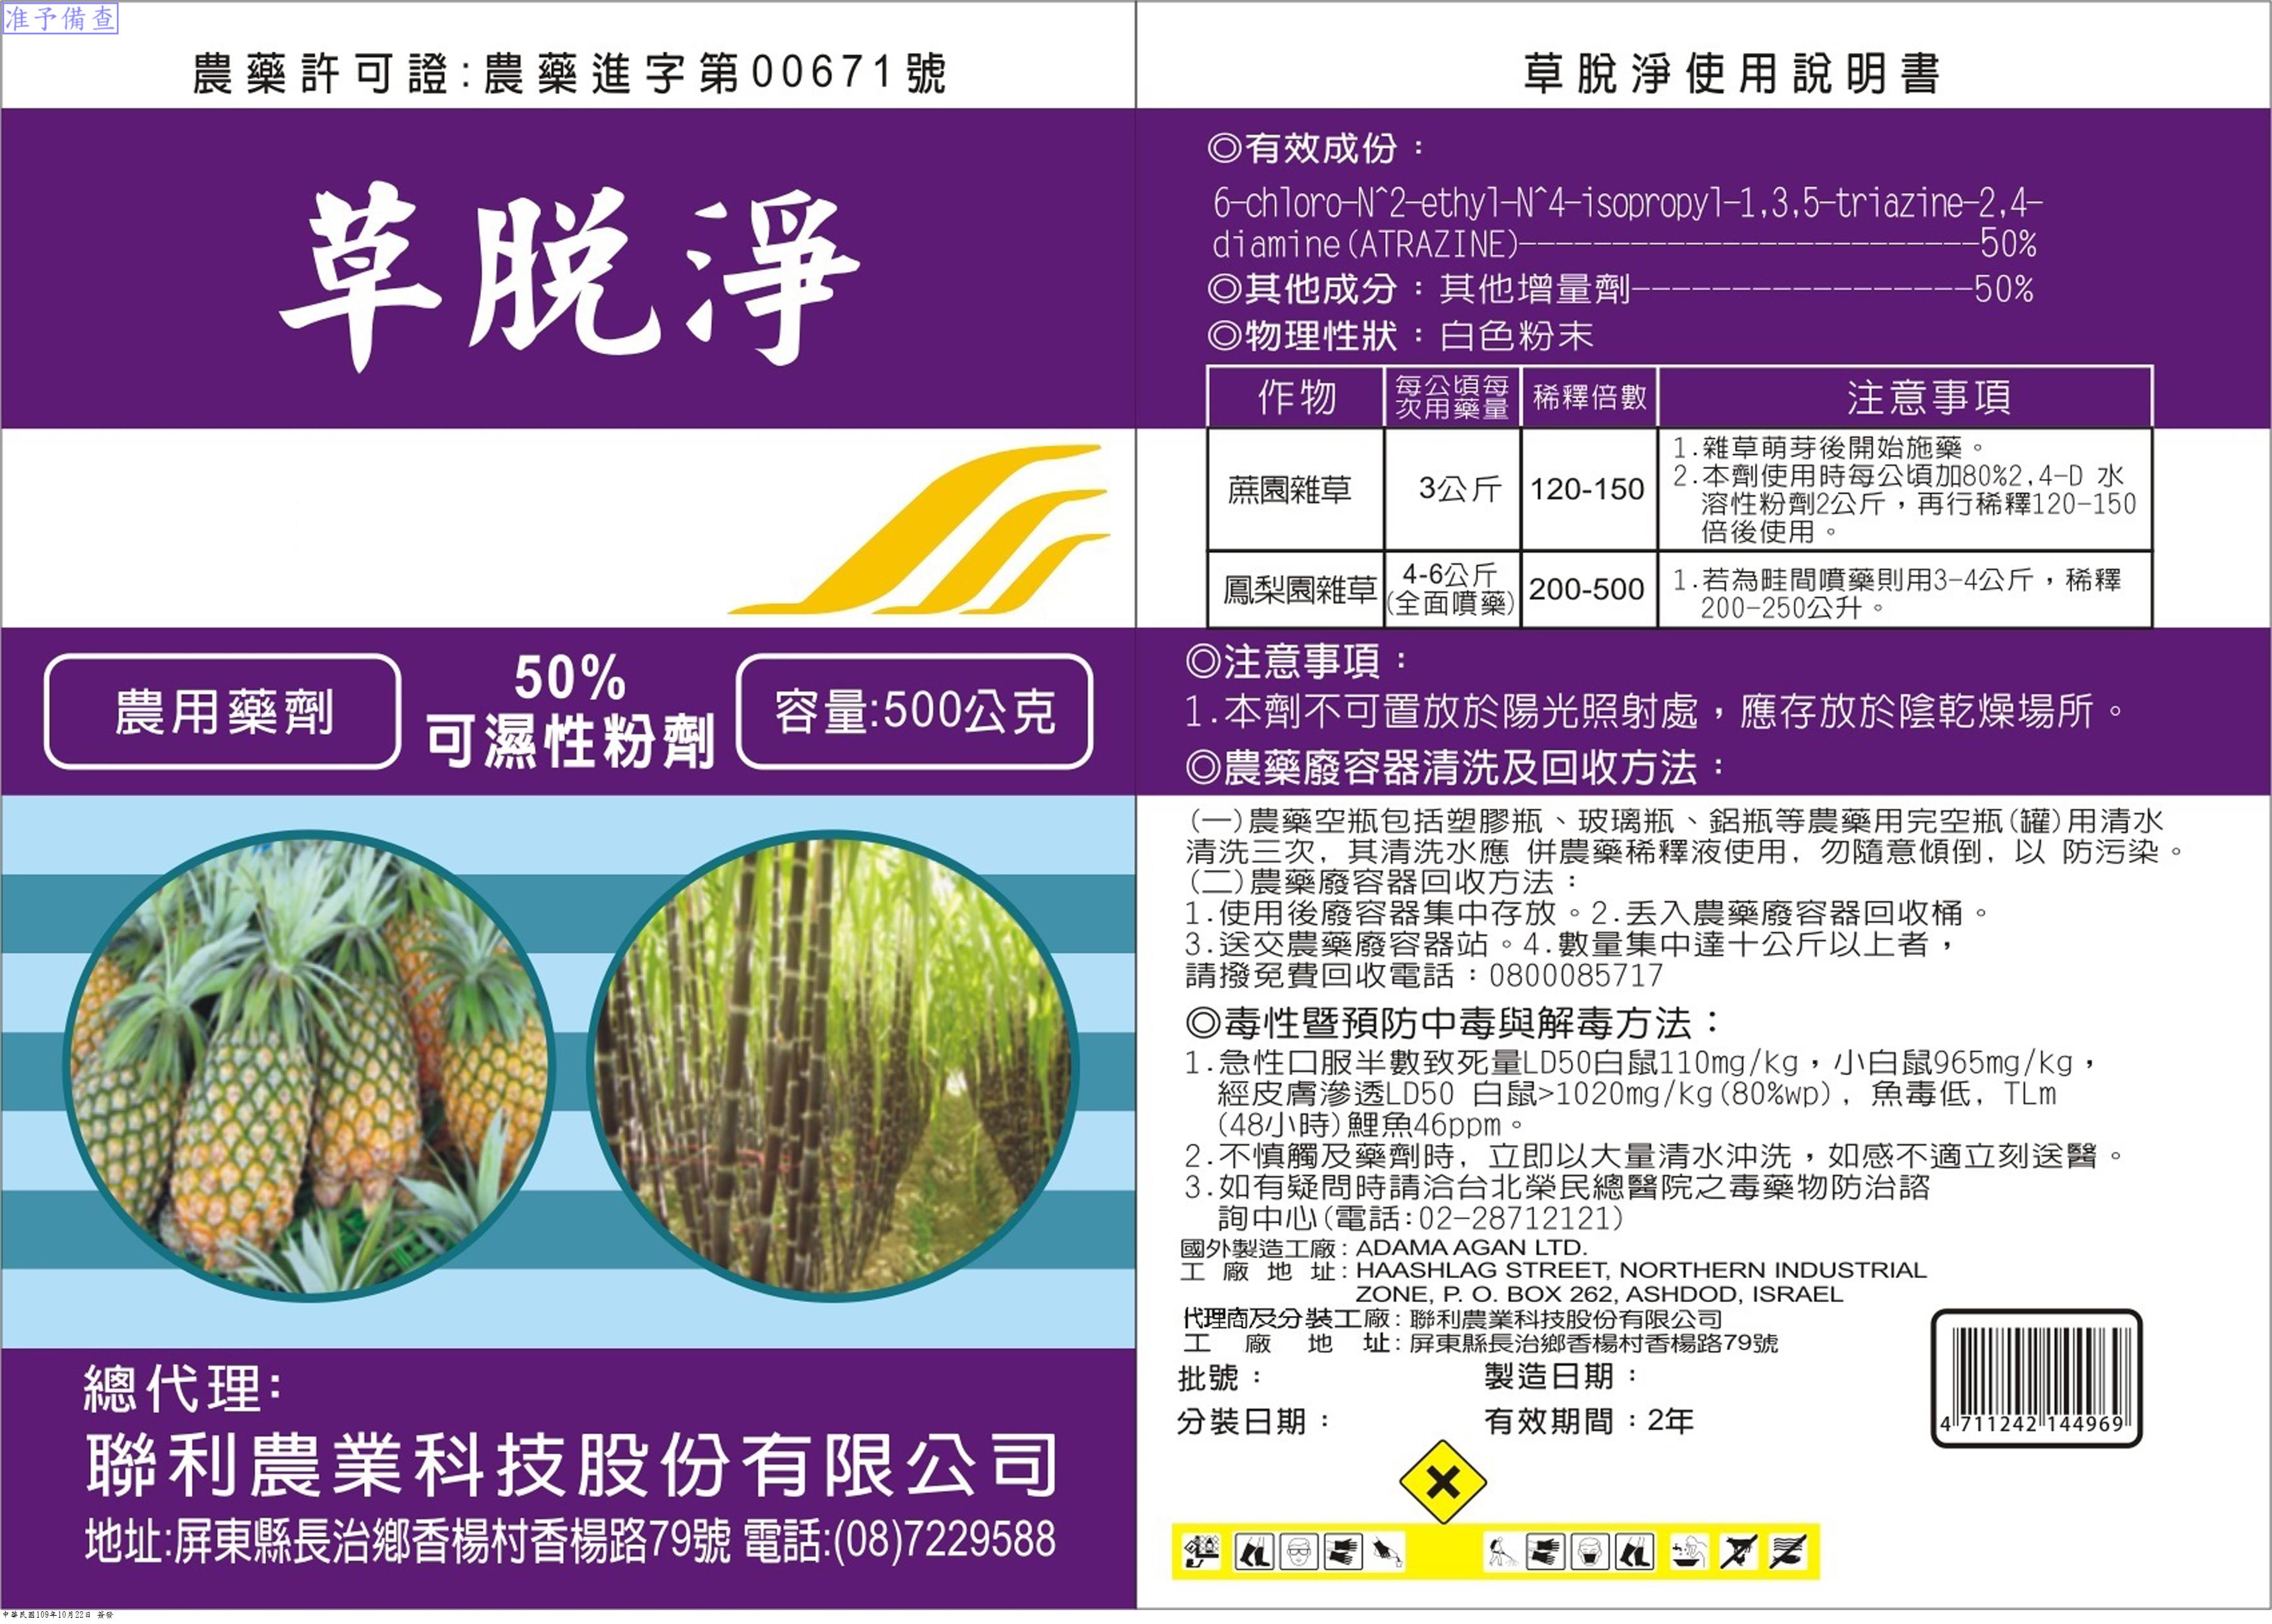 准予備查
農藥許可證:農藥進字第00671號
草脫淨
農用藥劑
50%
可濕性粉劑
容量:500公克
總代理:
聯利農業科技股份有限公司
地址:屏東縣長治鄉香楊村香楊路79號 電話:(08)7229588
中華民國109年10月22日 簽發
草脫淨使用說明書
◎有效成份：
6-chloro-N^2-ethyl-N^4-isopropyl-1,3,5-triazine-2,4-
diamine(ATRAZINE)-------------------------50%
◎其他成分：其他增量劑-----------------50%
◎物理性狀：白色粉末
作物
每公頃每
次用藥量
稀釋倍數
注意事項
蔗園雜草
3公斤
120-150
1.雜草萌芽後開始施藥。
2.本劑使用時每公頃加80%2,4-D 水
溶性粉劑2公斤，再行稀釋120-150
倍後使用。
鳳梨園雜草
4-6公斤
(全面噴藥)
200-500
1.若為畦間噴藥則用3-4公斤，稀釋
200-250公升。
◎注意事項：
1.本劑不可置放於陽光照射處，應存放於陰乾燥場所。
◎農藥廢容器清洗及回收方法：
(一)農藥空瓶包括塑膠瓶、玻璃瓶、鋁瓶等農藥用完空瓶(罐)用清水
清洗三次, 其清洗水應 併農藥稀釋液使用, 勿隨意傾倒, 以 防污染。
(二)農藥廢容器回收方法：
1.使用後廢容器集中存放。2.丟入農藥廢容器回收桶。
3.送交農藥廢容器站。4.數量集中達十公斤以上者，
請撥免費回收電話：0800085717
◎毒性暨預防中毒與解毒方法：
1.急性口服半數致死量LD50白鼠110mg/kg，小白鼠965mg/kg，
經皮膚滲透LD50 白鼠>1020mg/kg(80%wp), 魚毒低, TLm
(48小時)鯉魚46ppm。
2.不慎觸及藥劑時, 立即以大量清水沖洗，如感不適立刻送醫。
3.如有疑問時請洽台北榮民總醫院之毒藥物防治諮
詢中心(電話:02-28712121)
國外製造工廠: ADAMA AGAN LTD.
工 廠 地 址: HAASHLAG STREET, NORTHERN INDUSTRIAL
ZONE, P. O. BOX 262, ASHDOD, ISRAEL
代理商及分裝工廠: 聯利農業科技股份有限公司
工 廠 地 址: 屏東縣長治鄉香楊村香楊路79號
批號：
製造日期：
分裝日期：
有效期間：2年
4 711242 144969